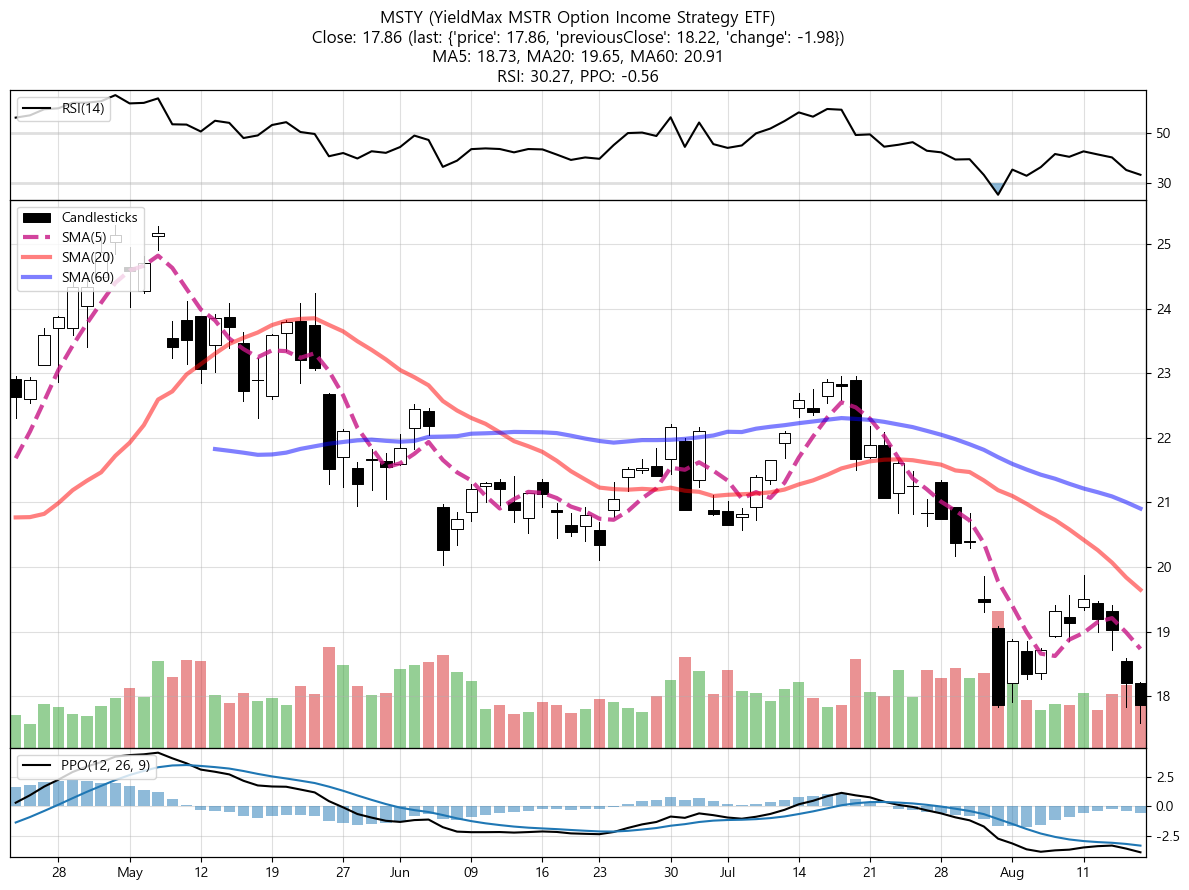 MSTY (YieldMax MSTR Option Income Strategy ETF)
Close: 17.86 (last: {'price': 17.86, 'previousClose': 18.22, 'change': -1.98})
MA5: 18.73, MA20: 19.65, MA60: 20.91
RSI: 30.27, PPO: -0.56
RSI(14)
50
30
Candlesticks
SMA(5)
SMA(20)
SMA(60)
25
24
23
22
21
20
19
18
PPO(12, 26, 9)
2.5
0.0
-2.5
28 May 12 19 27 Jun 09 16 23 30 Jul 14 21 28 Aug 11